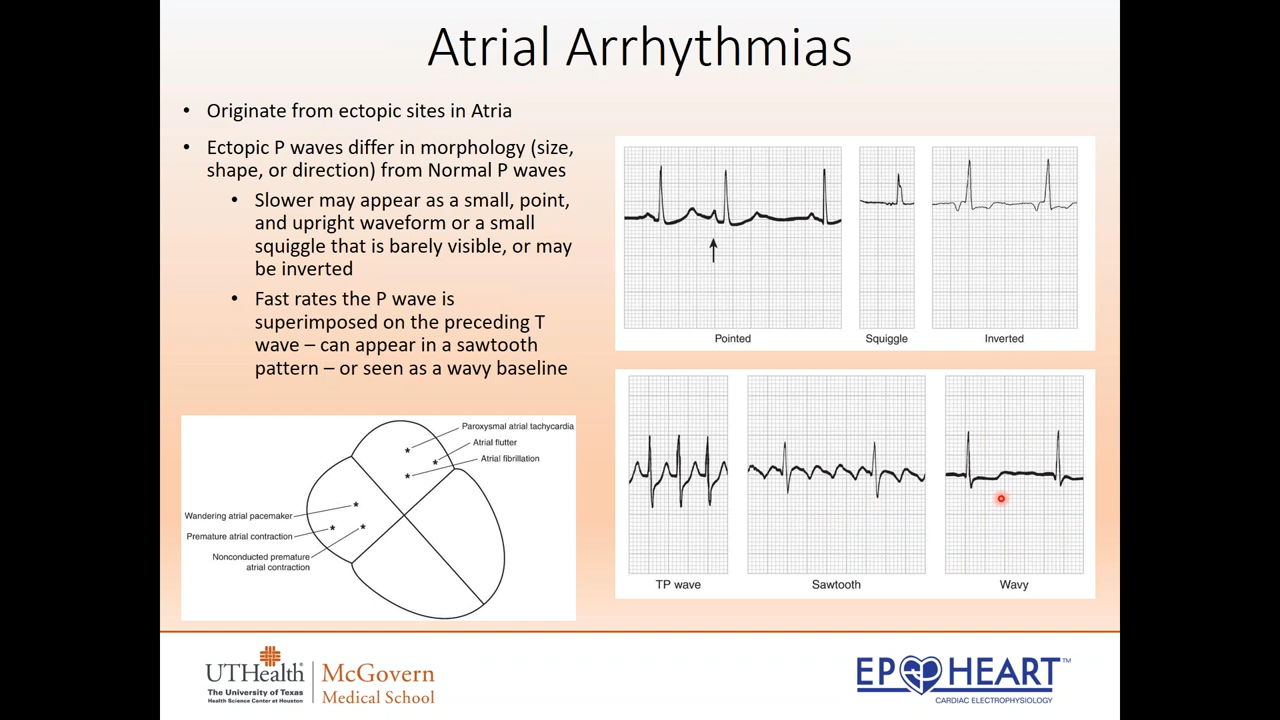 Atrial Arrhythmias
• Originate from ectopic sites in Atria
• Ectopic P waves differ in morphology (size,
shape, or direction) from Normal P waves
• Slower may appear as a small, point,
and upright waveform or a small
squiggle that is barely visible, or may
be inverted
• Fast rates the P wave is
superimposed on the preceding T
wave – can appear in a sawtooth
pattern – or seen as a wavy baseline
Pointed
Squiggle
Inverted
TP wave
Sawtooth
Wavy
Paroxysmal atrial tachycardia
Atrial flutter
Atrial fibrillation
Wandering atrial pacemaker
Premature atrial contraction
Nonconducted premature
atrial contraction
UTHealth
The University of Texas
Health Science Center at Houston
McGovern
Medical School
EP HEART™
CARDIAC ELECTROPHYSIOLOGY